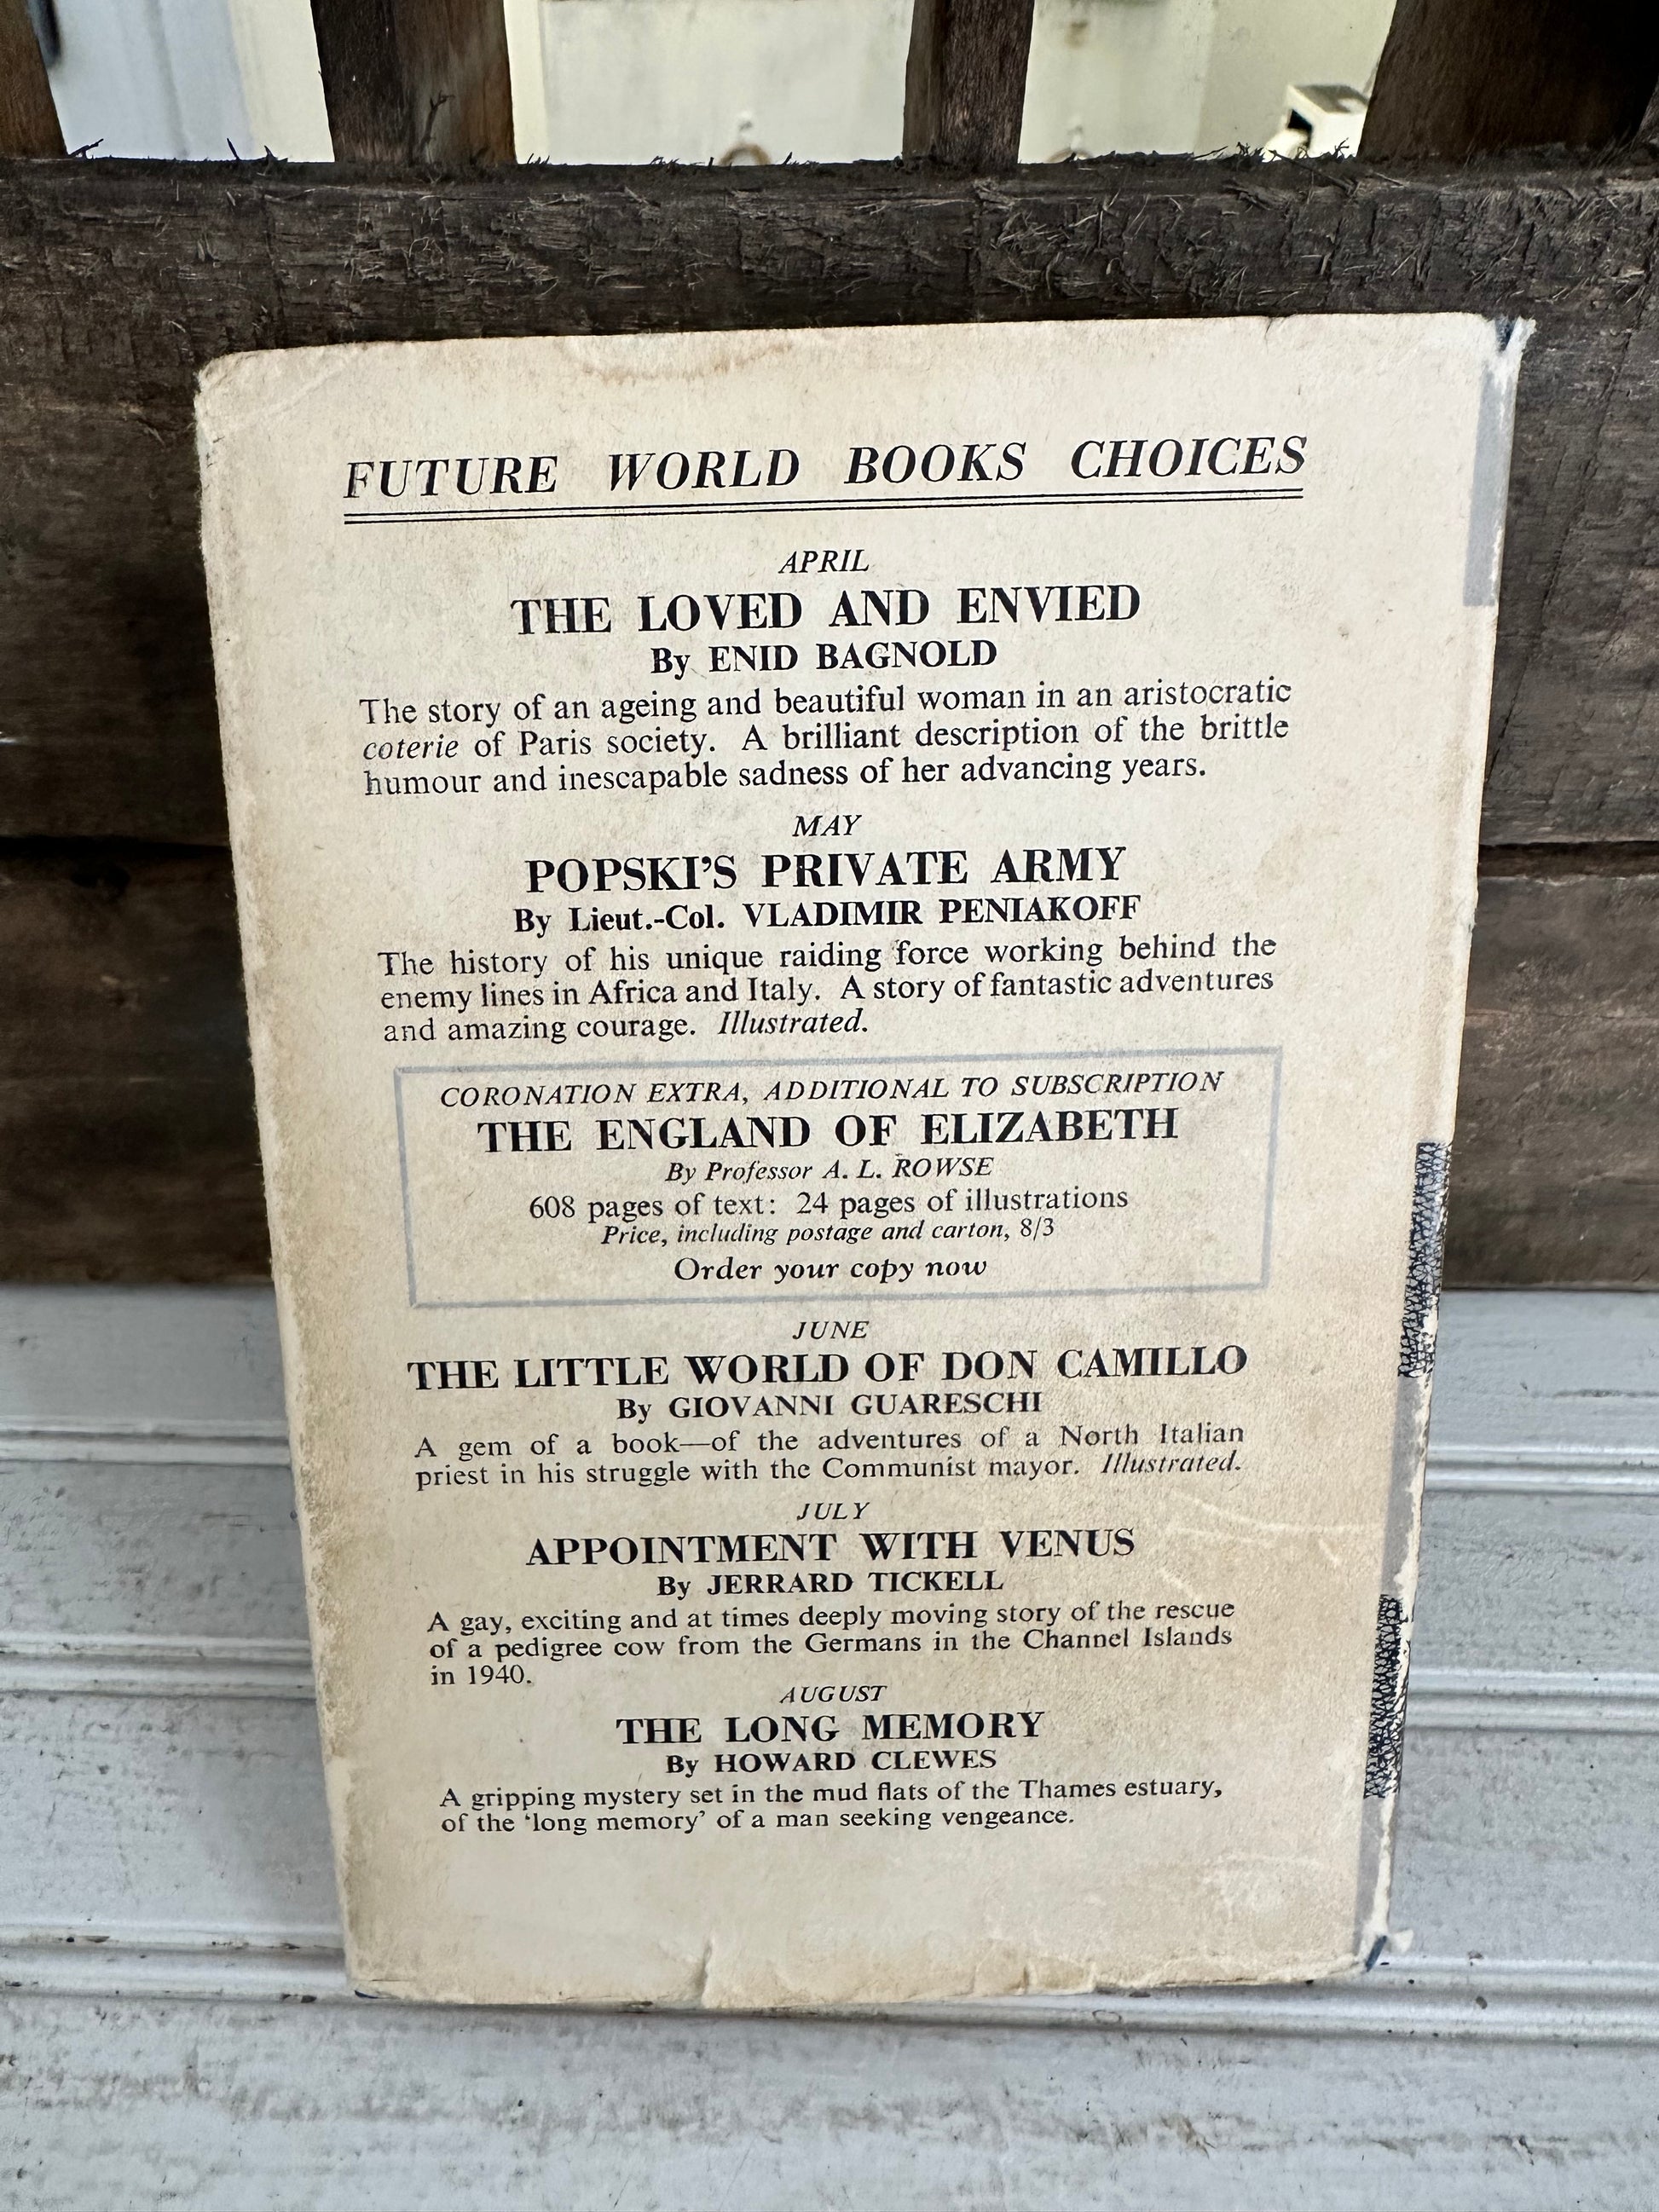 FUTURE WORLD BOOKS CHOICES
APRIL
THE LOVED AND ENVIED
By ENID BAGNOLD
The story of an ageing and beautiful woman in an aristocratic
coterie of Paris society. A brilliant description of the brittle
humour and inescapable sadness of her advancing years.
MAY
POPSKI'S PRIVATE ARMY
By Lieut.-Col. VLADIMIR PENIAKOFF
The history of his unique raiding force working behind the
enemy lines in Africa and Italy. A story of fantastic adventures
and amazing courage. Illustrated.
CORONATION EXTRA, ADDITIONAL TO SUBSCRIPTION
THE ENGLAND OF ELIZABETH
By Professor A. L. ROWSE
608 pages of text: 24 pages of illustrations
Price, including postage and carton, 8/3
Order your copy now
JUNE
THE LITTLE WORLD OF DON CAMILLO
By GIOVANNI GUARESCHI
A gem of a book—of the adventures of a North Italian
priest in his struggle with the Communist mayor. Illustrated.
JULY
APPOINTMENT WITH VENUS
By JERRARD TICKELL
A gay, exciting and at times deeply moving story of the rescue
of a pedigree cow from the Germans in the Channel Islands
in 1940.
AUGUST
THE LONG MEMORY
By HOWARD CLEWES
A gripping mystery set in the mud flats of the Thames estuary,
of the 'long memory' of a man seeking vengeance.